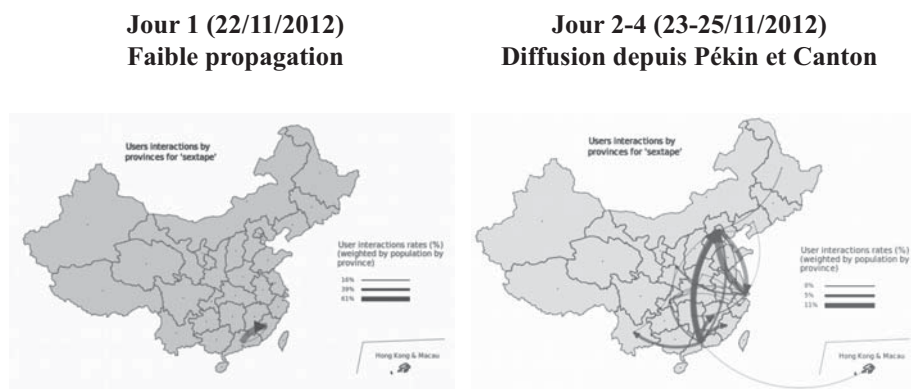 Jour 1 (22/11/2012)
Faible propagation
Users interactions by
provinces for 'sextape'
User interactions rates (%)
(weighted by population by
province)
16%
39%
61%
Hong Kong & Macau
Jour 2-4 (23-25/11/2012)
Diffusion depuis Pékin et Canton
Users interactions by
provinces for 'sextape'
User interactions rates (%)
(weighted by population by
province)
0%
5%
11%
Hong Kong & Macau